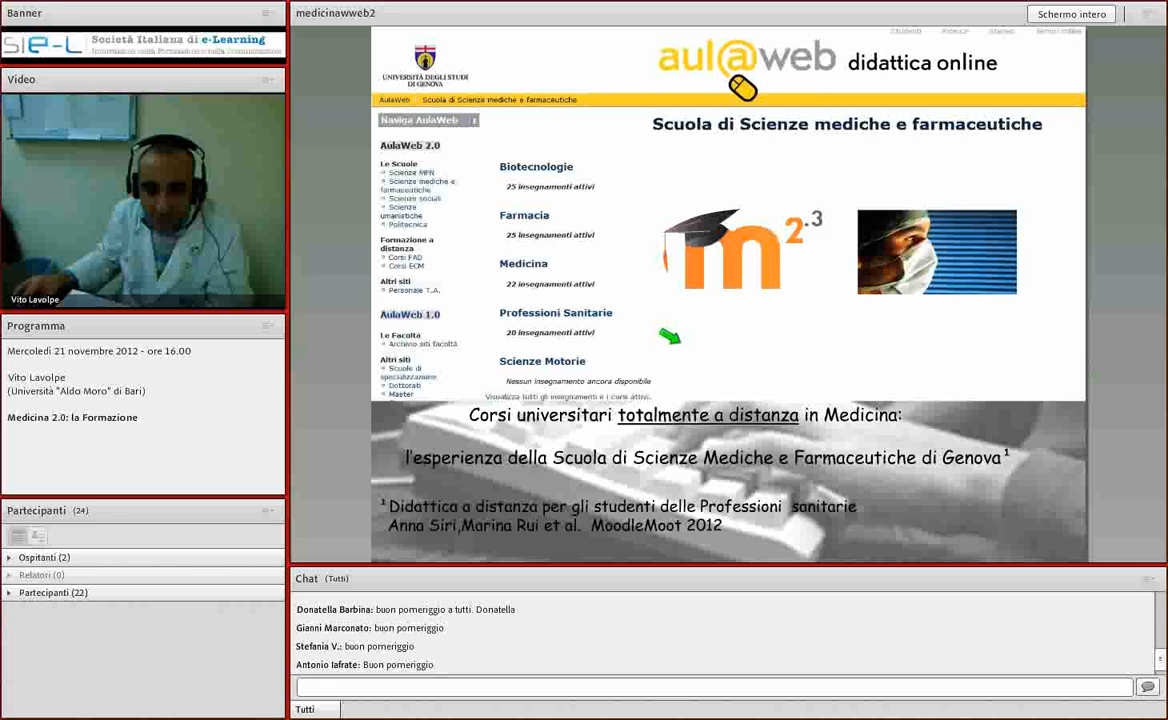 Banner
sie-L Società Italiana di e-Learning
Innovazione nella Formazione e nella Comunicazione
Video
Vito Lavolpe
Programma
Mercoledì 21 novembre 2012 - ore 16.00
Vito Lavolpe
(Università "Aldo Moro" di Bari)
Medicina 2.0: la Formazione
Partecipanti (24)
Ospitanti (2)
Relatori (0)
Partecipanti (22)
medicinawweb2
Schermo intero
Studenti
Ateneo
UNIVERSITÀ DEGLI STUDI
DI GENOVA
aul@web didattica online
AulaWeb Scuola di Scienze mediche e farmaceutiche
Naviga AulaWeb
AulaWeb 2.0
Le Scuole
Scienze MFN
Scienze mediche e
farmaceutiche
Scienze sociali
Scienze
umanistiche
Politecnica
Formazione a
distanza
Corsi FAD
Corsi ECM
Altri siti
Personale T.A.
AulaWeb 1.0
Le Facoltà
Archivio siti facoltà
Altri siti
Scuole di
specializzazione
Dottorati
Master
Scuola di Scienze mediche e farmaceutiche
Biotecnologie
25 insegnamenti attivi
Farmacia
25 insegnamenti attivi
Medicina
22 insegnamenti attivi
Professioni Sanitarie
20 insegnamenti attivi
Scienze Motorie
Nessun insegnamento ancora disponibile
Visualizza tutti gli insegnamenti e i corsi attivi.
m2.3
Corsi universitari totalmente a distanza in Medicina:
l'esperienza della Scuola di Scienze Mediche e Farmaceutiche di Genova¹
¹ Didattica a distanza per gli studenti delle Professioni sanitarie
Anna Siri,Marina Rui et al. MoodleMoot 2012
Chat (Tutti)
Donatella Barbina: buon pomeriggio a tutti. Donatella
Gianni Marconato: buon pomeriggio
Stefania V.: buon pomeriggio
Antonio Iafrate: Buon pomeriggio
Tutti